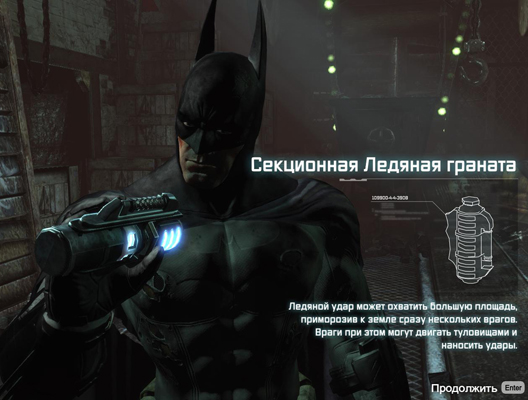 Секционная Ледяная граната
Ледяной удар может охватить большую площадь,
приморозив к земле сразу нескольких врагов.
Враги при этом могут двигать туловищами и
наносить удары.
Продолжить Enter